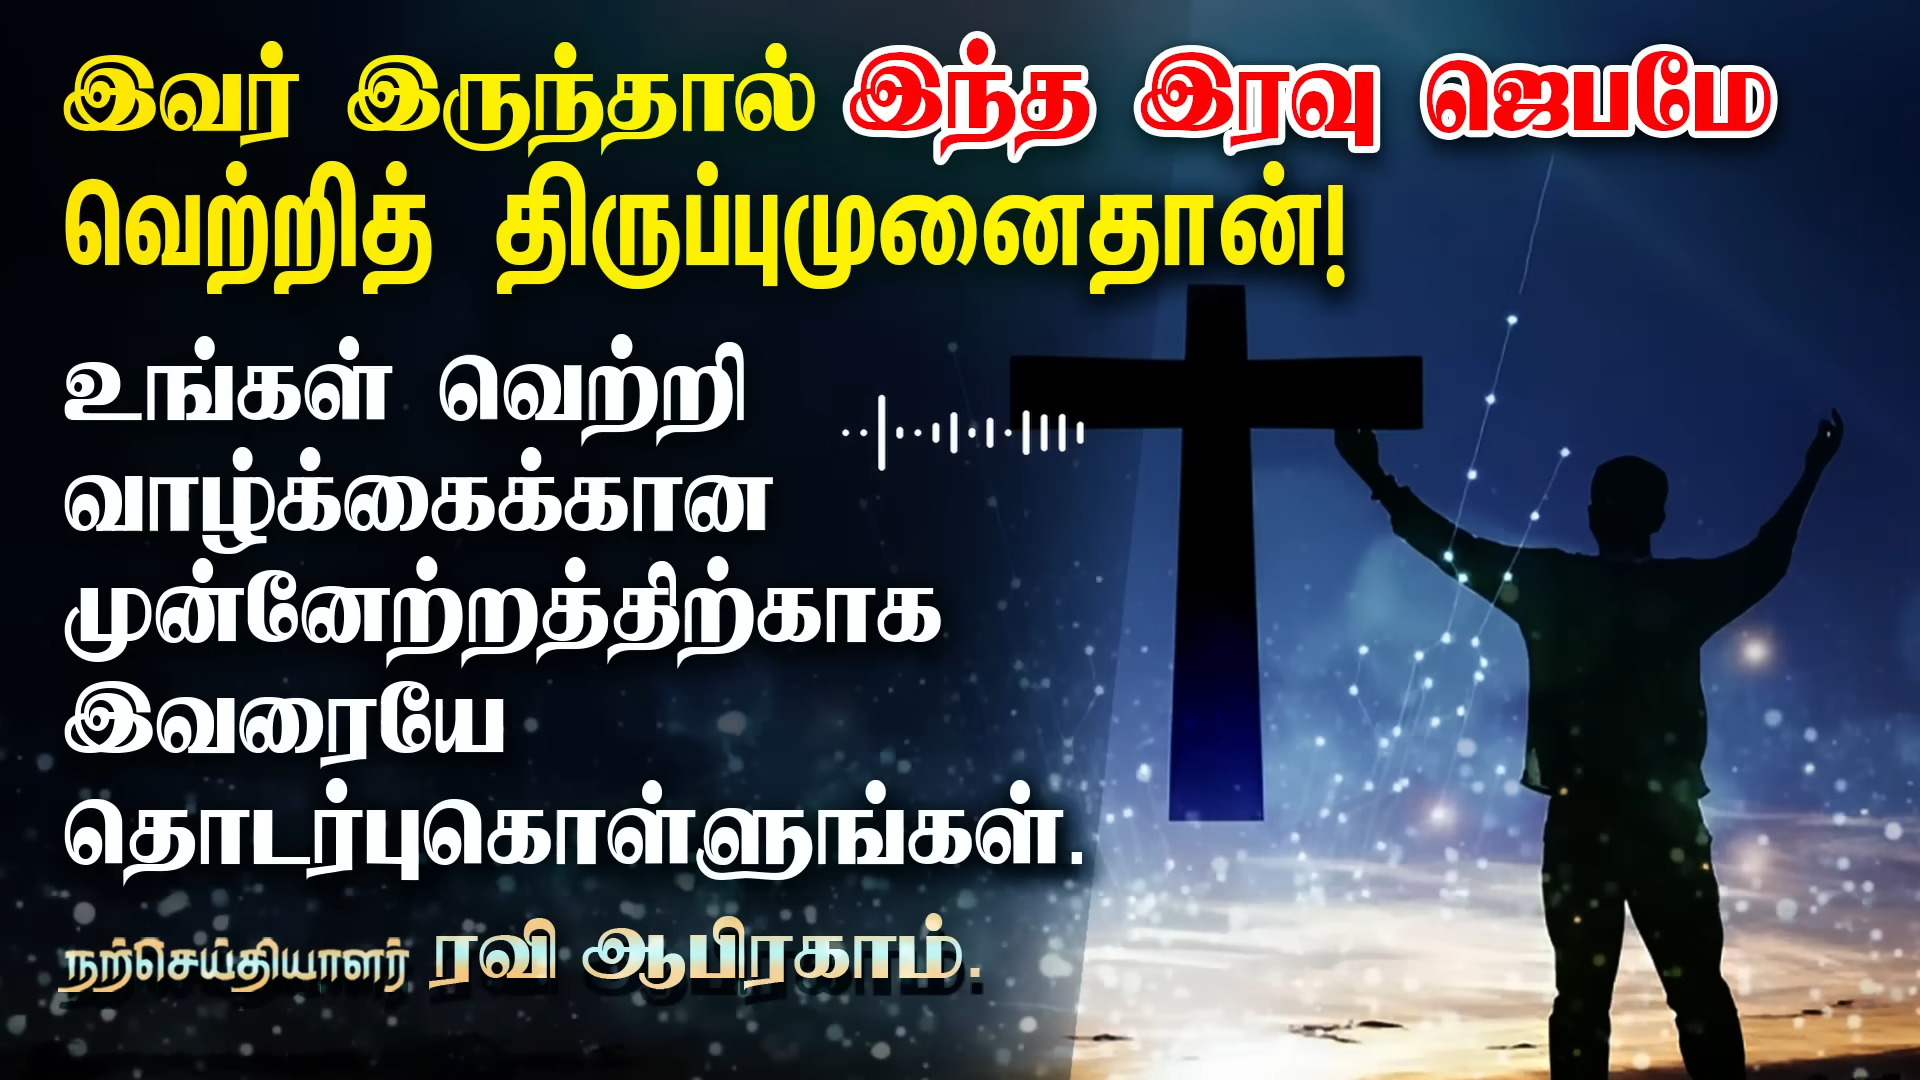 இவர் இருந்தால் இந்த இரவு ஜெபமே
வெற்றித் திருப்புமுனைதான்!
உங்கள் வெற்றி
வாழ்க்கைக்கான
முன்னேற்றத்திற்காக
இவரையே
தொடர்புகொள்ளுங்கள்.
நற்செய்தியாளர் ரவி ஆபிரகாம்.